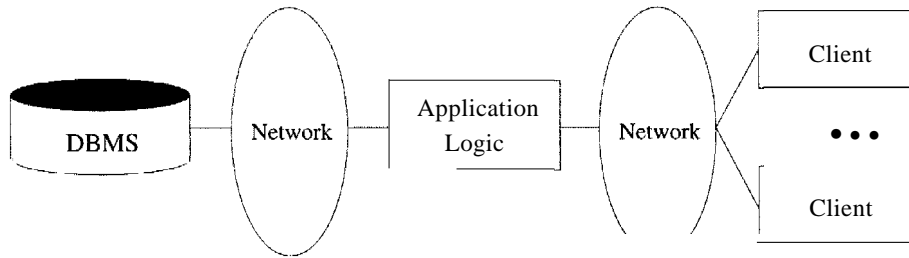 Client
Application
Logic
Network
Network
DBMS
• • •
Client